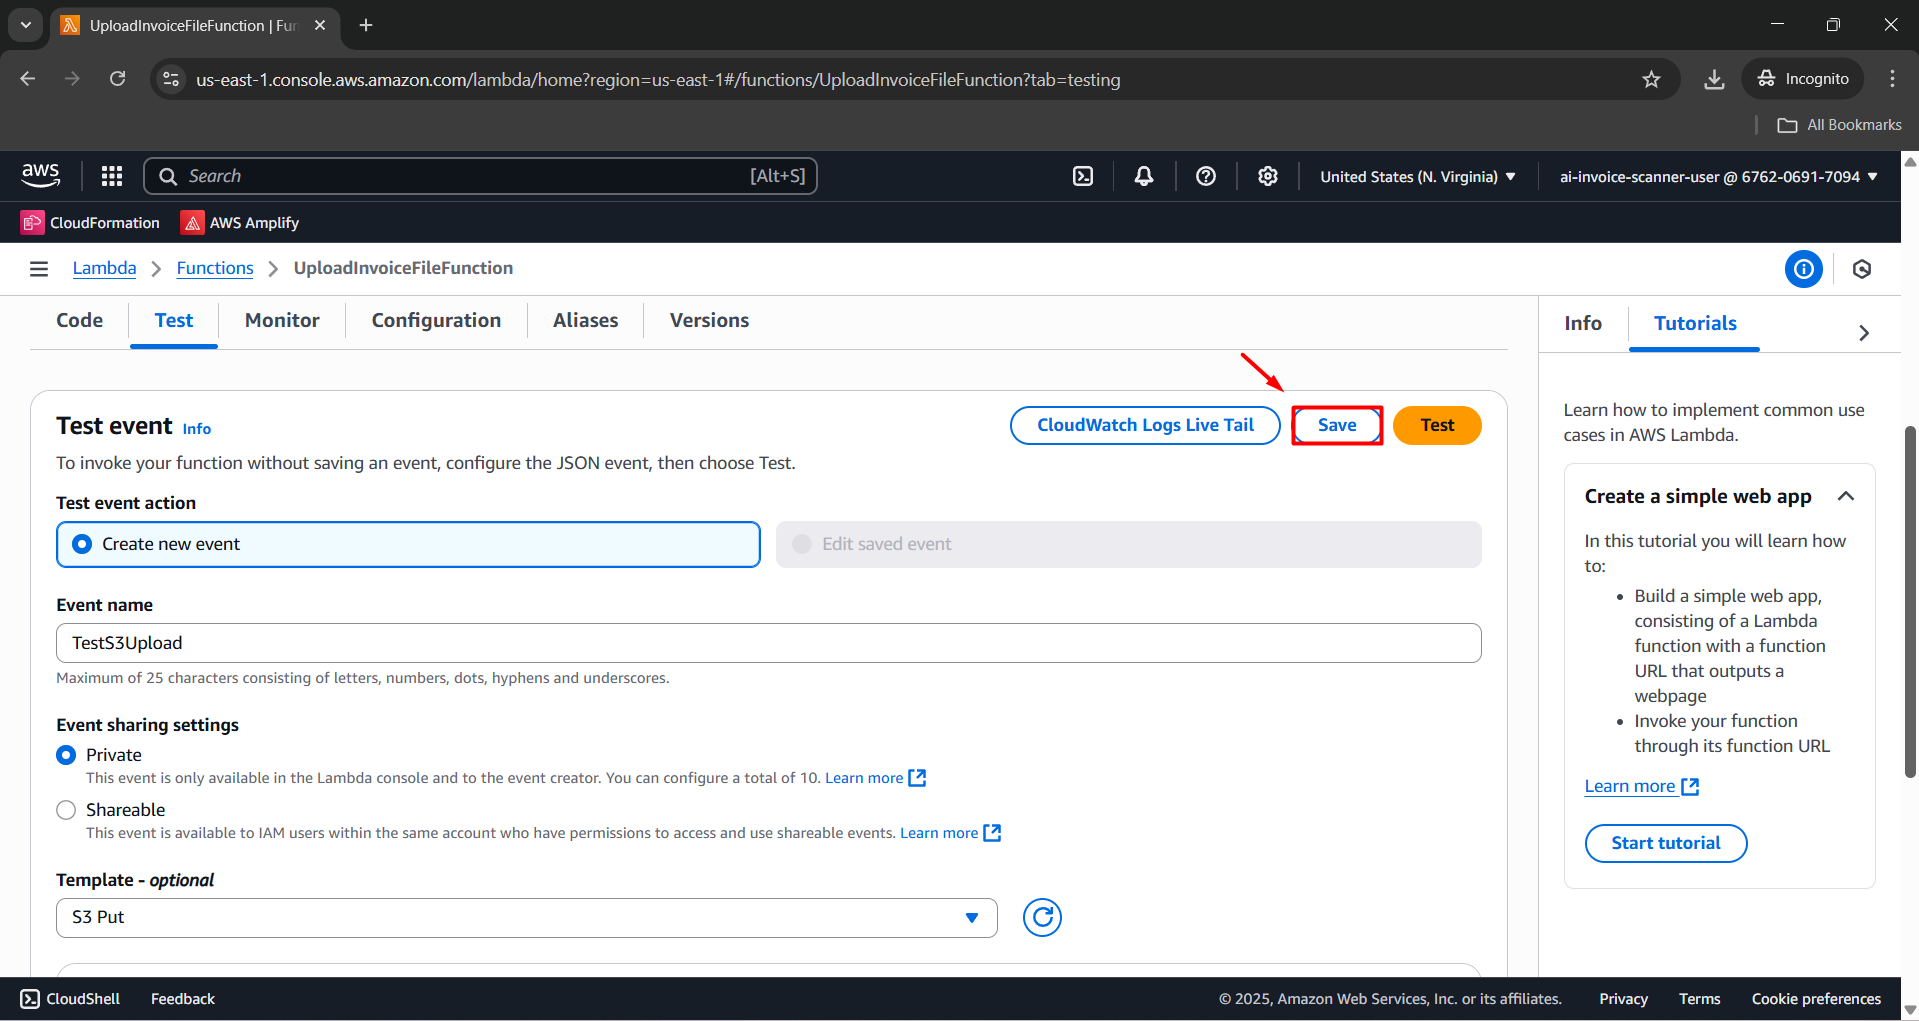 UploadInvoiceFileFunction | Fun
us-east-1.console.aws.amazon.com/lambda/home?region=us-east-1#/functions/UploadInvoiceFileFunction?tab=testing
Incognito
All Bookmarks
aws
Search
[Alt+S]
United States (N. Virginia)
ai-invoice-scanner-user @ 6762-0691-7094
CloudFormation
AWS Amplify
Lambda
Functions
UploadInvoiceFileFunction
Code
Test
Monitor
Configuration
Aliases
Versions
Info
Tutorials
Test event Info
CloudWatch Logs Live Tail
Save
Test
To invoke your function without saving an event, configure the JSON event, then choose Test.
Test event action
Create new event
Edit saved event
Event name
TestS3Upload
Maximum of 25 characters consisting of letters, numbers, dots, hyphens and underscores.
Event sharing settings
Private
This event is only available in the Lambda console and to the event creator. You can configure a total of 10. Learn more
Shareable
This event is available to IAM users within the same account who have permissions to access and use shareable events. Learn more
Template - optional
S3 Put
Learn how to implement common use
cases in AWS Lambda.
Create a simple web app
In this tutorial you will learn how
to:
• Build a simple web app,
consisting of a Lambda
function with a function
URL that outputs a
webpage
• Invoke your function
through its function URL
Learn more
Start tutorial
CloudShell
Feedback
© 2025, Amazon Web Services, Inc. or its affiliates.
Privacy
Terms
Cookie preferences